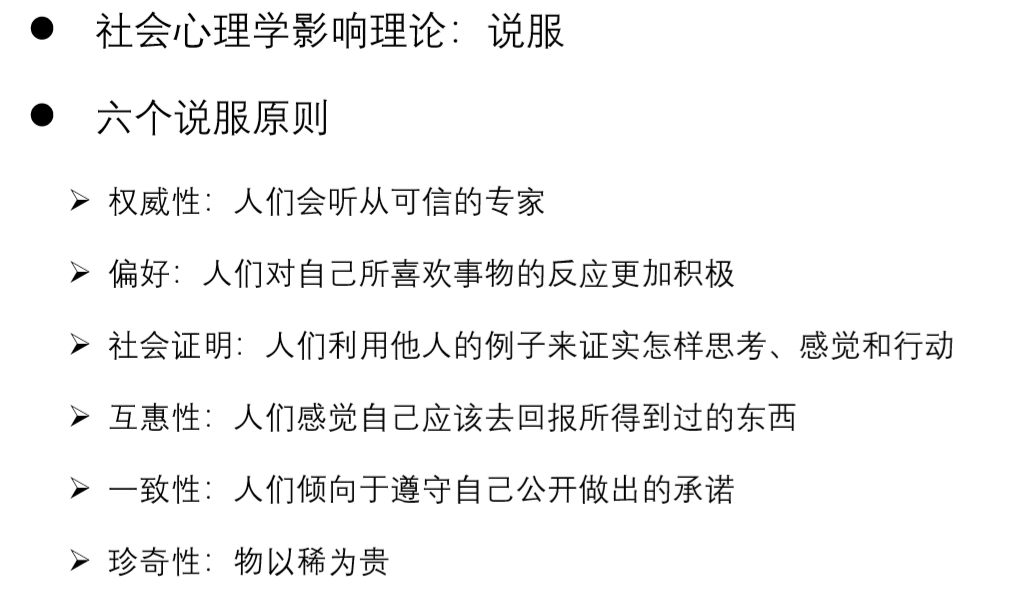 ● 社会心理学影响理论：说服
● 六个说服原则
➢ 权威性：人们会听从可信的专家
➢ 偏好：人们对自己所喜欢事物的反应更加积极
➢ 社会证明：人们利用他人的例子来证实怎样思考、感觉和行动
➢ 互惠性：人们感觉自己应该去回报所得到过的东西
➢ 一致性：人们倾向于遵守自己公开做出的承诺
➢ 珍奇性：物以稀为贵